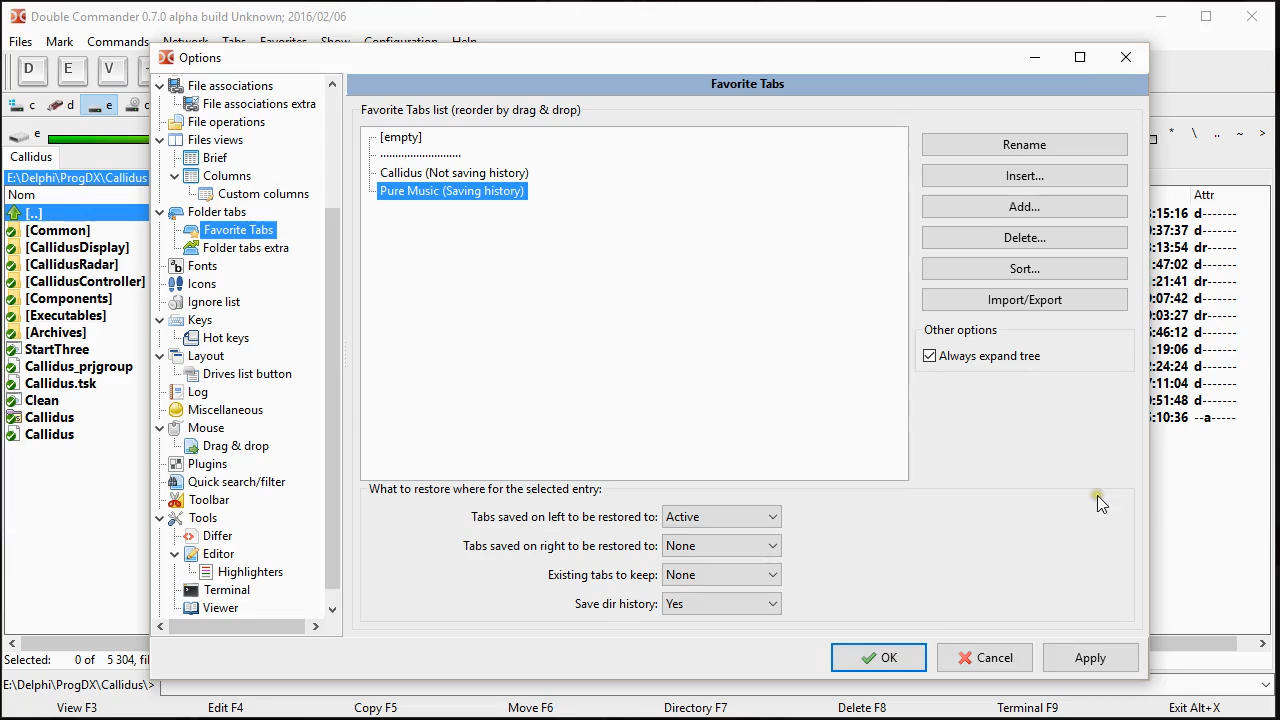 Double Commander 0.7.0 alpha build Unknown; 2016/02/06
Files Mark Commands Network Tabs Favorites Show Configuration Help
Options
D E V
c d e
e
* \ .. ~ >
Callidus
E:\Delphi\ProgDX\Callidus
Nom
Attr
[..]
[Common]
[CallidusDisplay]
[CallidusRadar]
[CallidusController]
[Components]
[Executables]
[Archives]
StartThree
Callidus_prjgroup
Callidus.tsk
Clean
Callidus
Callidus
File associations
File associations extra
File operations
Files views
Brief
Columns
Custom columns
Folder tabs
Favorite Tabs
Folder tabs extra
Fonts
Icons
Ignore list
Keys
Hot keys
Layout
Drives list button
Log
Miscellaneous
Mouse
Drag & drop
Plugins
Quick search/filter
Toolbar
Tools
Differ
Editor
Highlighters
Terminal
Viewer
Favorite Tabs
Favorite Tabs list (reorder by drag & drop)
[empty]
...........................
Callidus (Not saving history)
Pure Music (Saving history)
Rename
Insert...
Add...
Delete...
Sort...
Import/Export
Other options
Always expand tree
What to restore where for the selected entry:
Tabs saved on left to be restored to: Active
Tabs saved on right to be restored to: None
Existing tabs to keep: None
Save dir history: Yes
OK Cancel Apply
:15:16 d-------
:37:37 d-------
:13:54 dr------
:47:02 d-------
:21:41 dr------
:07:42 d-------
:03:27 dr------
:46:12 d-------
:19:06 d-------
:24:24 d-------
:11:04 d-------
:51:48 d-------
:10:36 --a-----
Selected: 0 of 5 304, fil
E:\Delphi\ProgDX\Callidus\>
View F3 Edit F4 Copy F5 Move F6 Directory F7 Delete F8 Terminal F9 Exit Alt+X